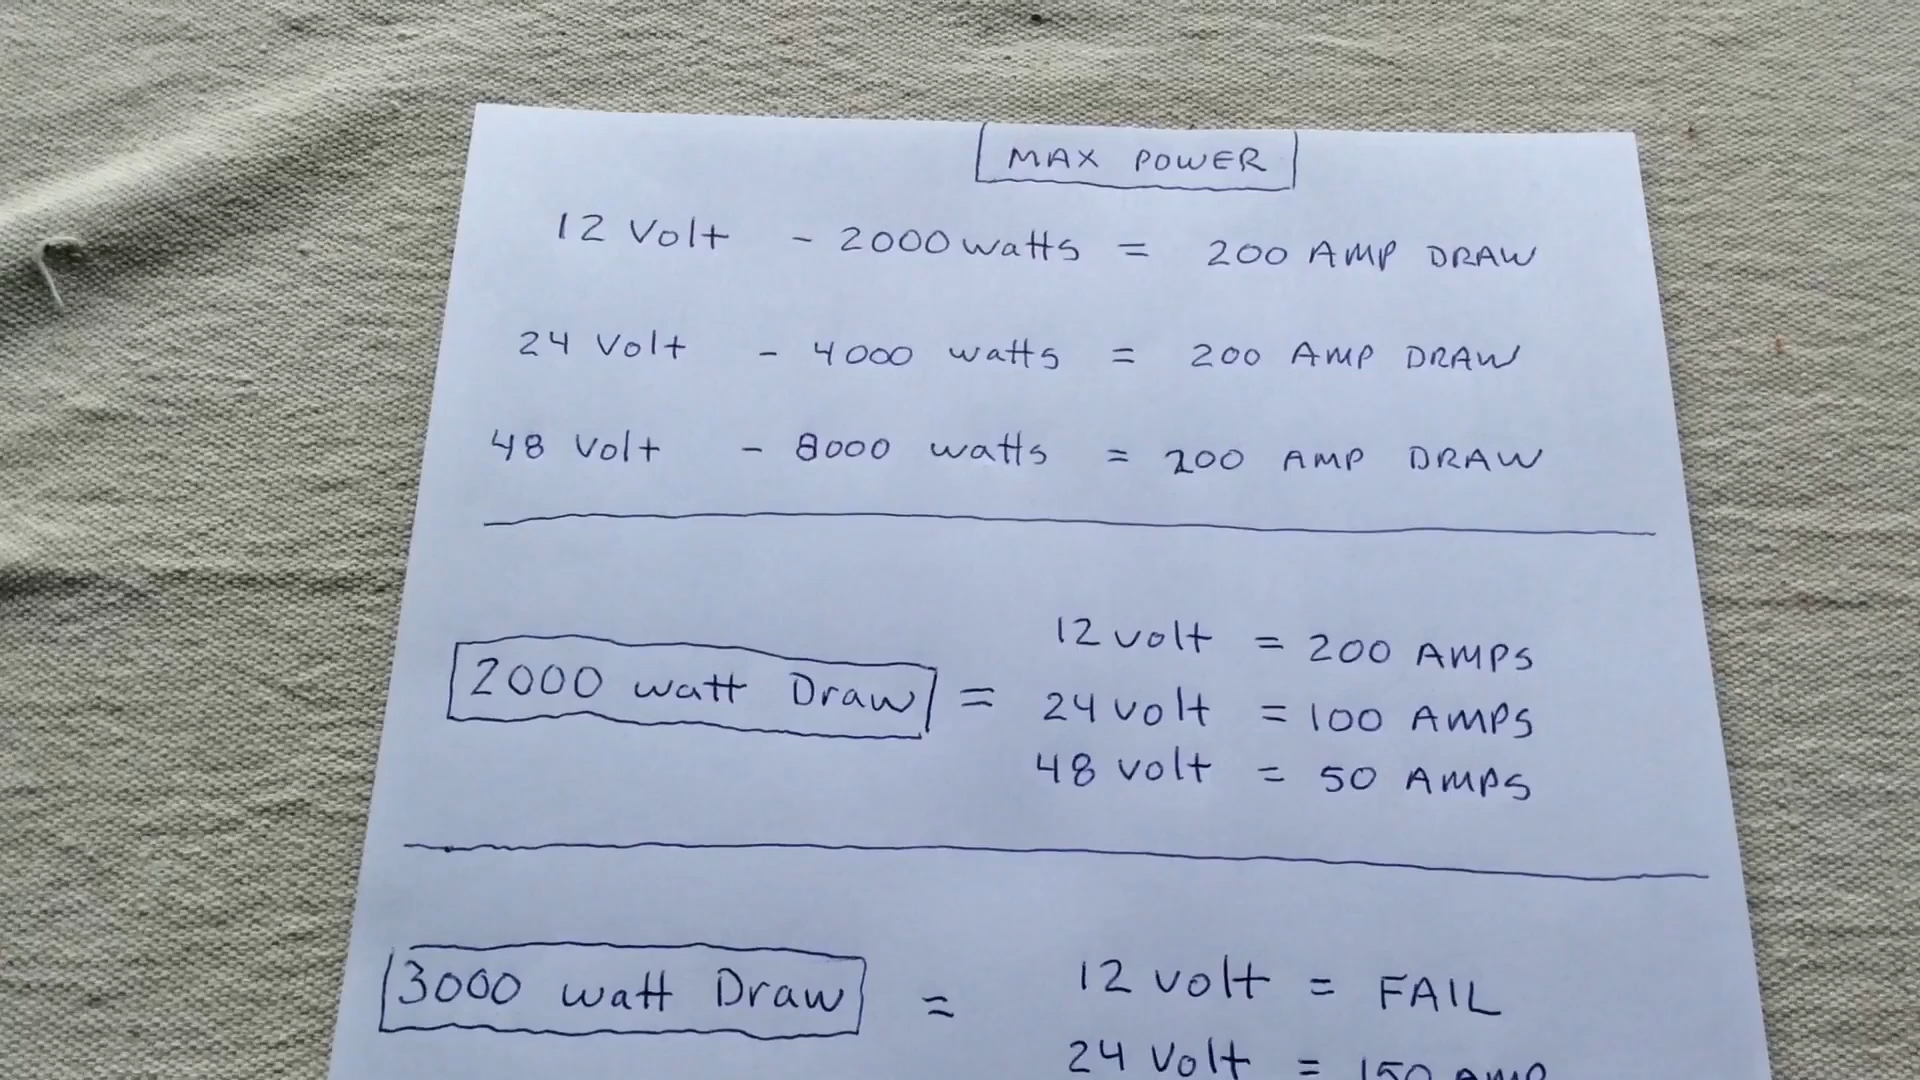 MAX POWER
12 Volt - 2000 watts = 200 AMP DRAW
24 Volt - 4000 watts = 200 AMP DRAW
48 Volt - 8000 watts = 200 AMP DRAW
12 volt = 200 AMPS
2000 watt Draw = 24 volt = 100 AMPS
48 volt = 50 AMPS
3000 watt Draw = 12 volt = FAIL
24 Volt = 150 AMP